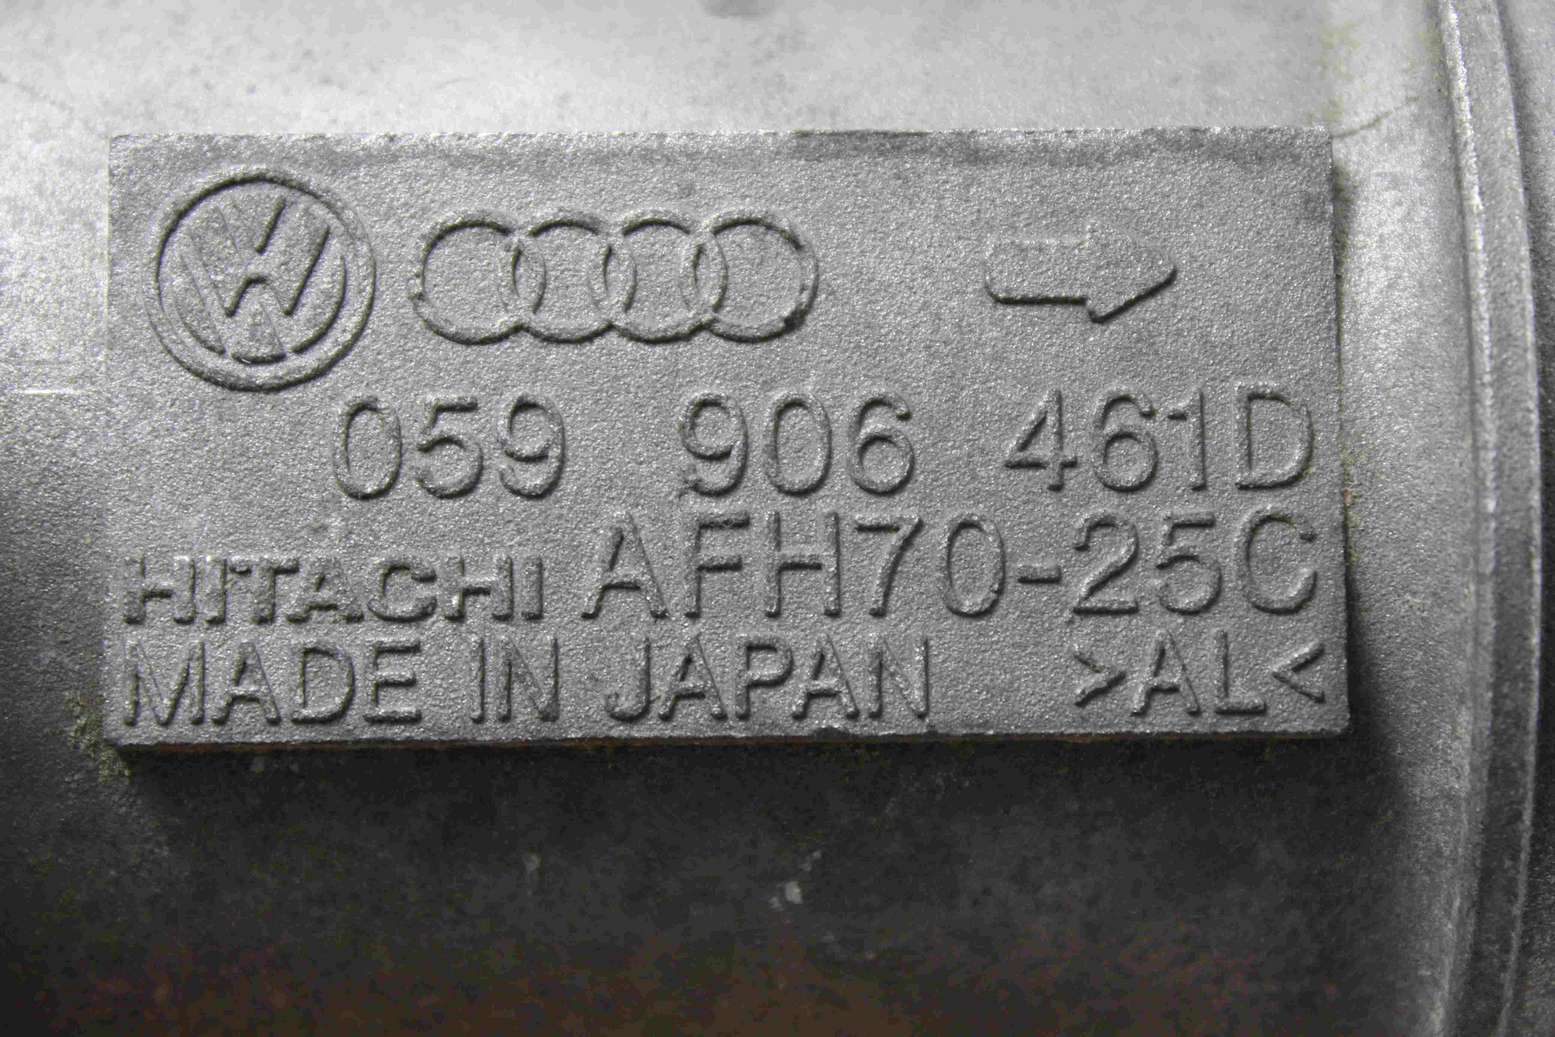 059 906 461D
HITACHI AFH70-25C
MADE IN JAPAN >AL<